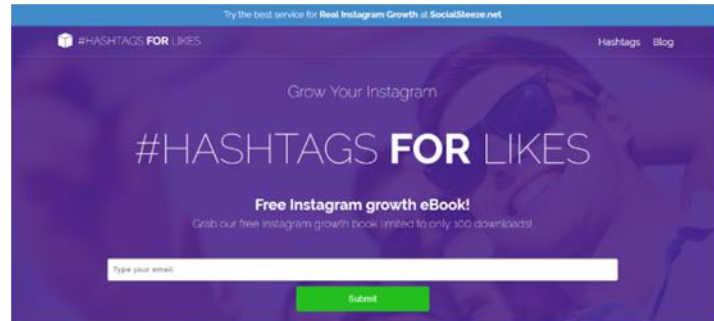 Try the best service for Real Instagram Growth at SocialSteeze.net
#HASHTAGS FOR LIKES
Hashtags Blog
Grow Your Instagram
#HASHTAGS FOR LIKES
Free Instagram growth eBook!
Grab our free instagram growth book limited to only 100 downloads!
Type your email
Submit